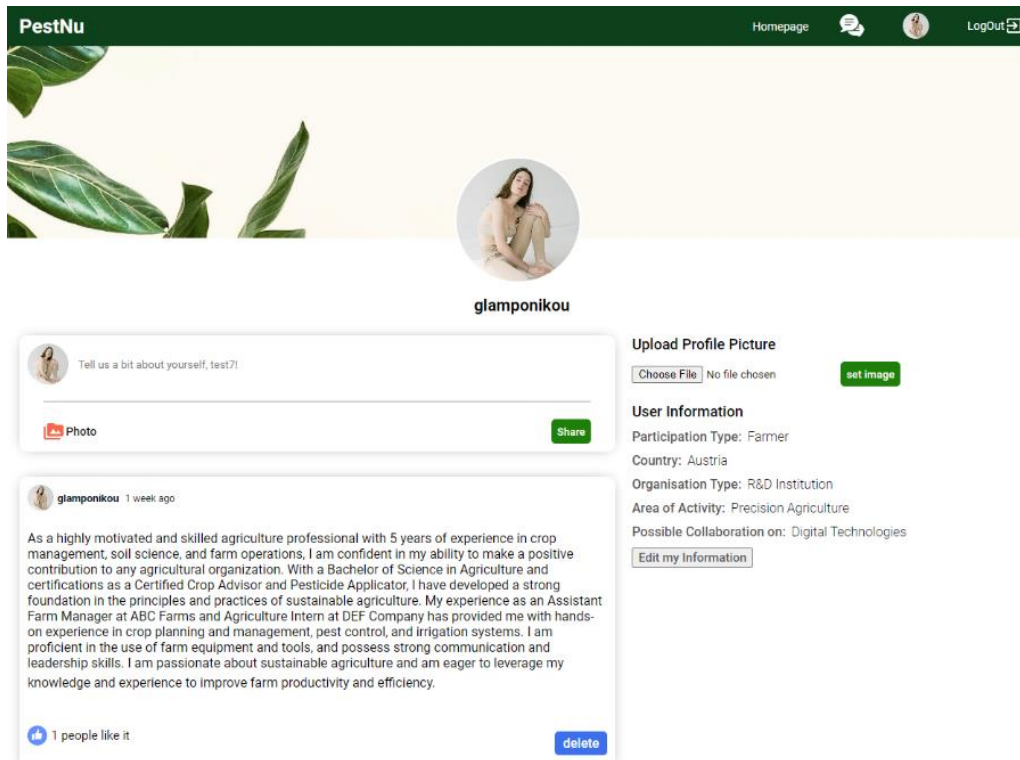 PestNu
Homepage
LogOut
glamponikou
Tell us a bit about yourself, test7!
Photo
Share
glamponikou 1 week ago
As a highly motivated and skilled agriculture professional with 5 years of experience in crop
management, soil science, and farm operations, I am confident in my ability to make a positive
contribution to any agricultural organization. With a Bachelor of Science in Agriculture and
certifications as a Certified Crop Advisor and Pesticide Applicator, I have developed a strong
foundation in the principles and practices of sustainable agriculture. My experience as an Assistant
Farm Manager at ABC Farms and Agriculture Intern at DEF Company has provided me with hands-
on experience in crop planning and management, pest control, and irrigation systems. I am
proficient in the use of farm equipment and tools, and possess strong communication and
leadership skills. I am passionate about sustainable agriculture and am eager to leverage my
knowledge and experience to improve farm productivity and efficiency.
1 people like it
delete
Upload Profile Picture
Choose File No file chosen
set image
User Information
Participation Type: Farmer
Country: Austria
Organisation Type: R&D Institution
Area of Activity: Precision Agriculture
Possible Collaboration on: Digital Technologies
Edit my Information